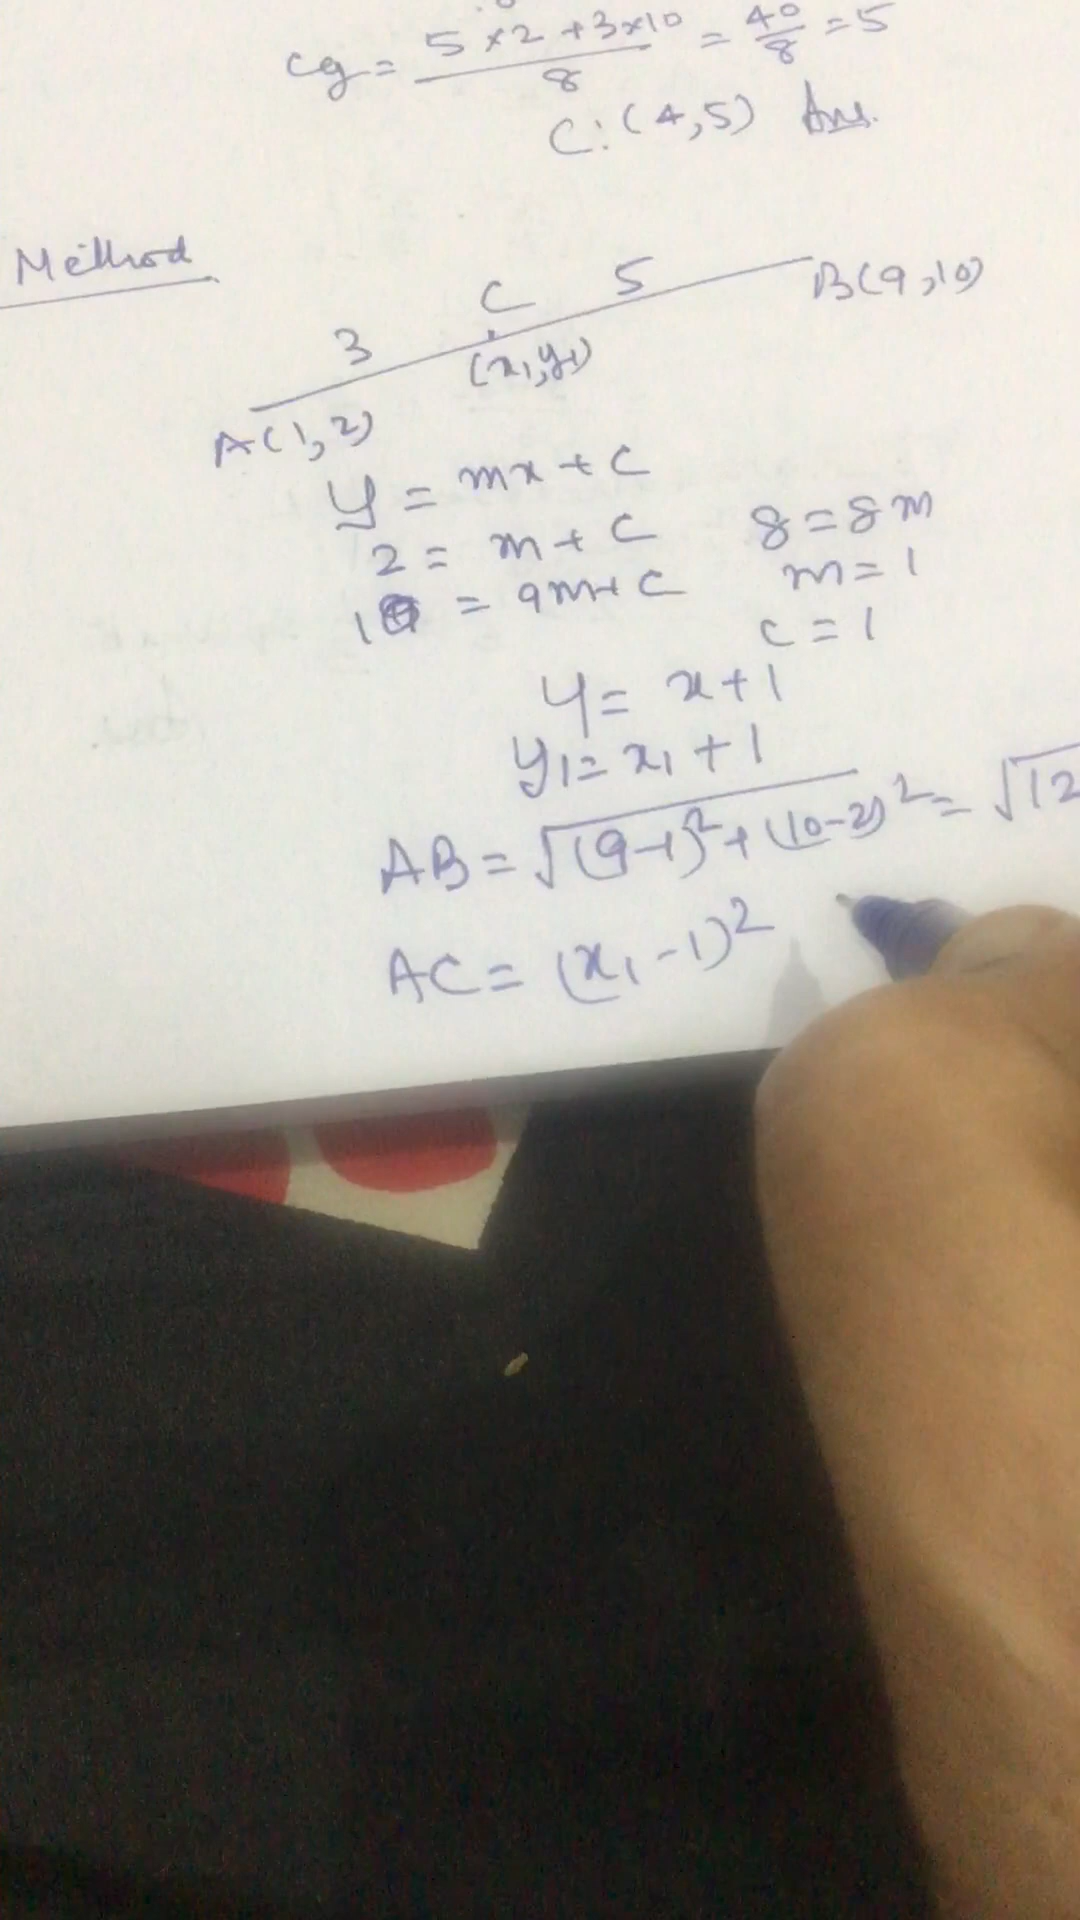 Cy = 5×2+3×10 / 8 = 40/8 = 5
C:(4,5) Ans.
Method
3 C 5 B(9,10)
(x1,y1)
A(1,2)
y = mx + c
2 = m + c 8 = 8m
10 = 9m + c m = 1
c = 1
y = x + 1
y1 = x1 + 1
AB = √(9-1)² + (10-2)² = √12
AC = (x1 - 1)²